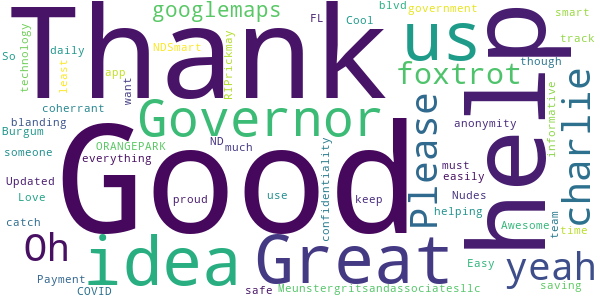 Thank
googlemaps
FL
Cool
blvd
government
smart
us
help
track
So
technology
daily
least
app
NDSmart
RIPrickmay
want
foxtrot
though
charlie
informative
coherrant
blanding
Burgum
Governor
Please
anonymity
someone
ORANGEPARK
everything
ND
much
Good
must
easily
Updated
Love
proud
use
keep
Nudes
helping
confidentiality
catch
Awesome
team
time
Oh
idea
Great
yeah
Easy
Payment
COVID
safe
Meunstergritsandassociatesllc
saving